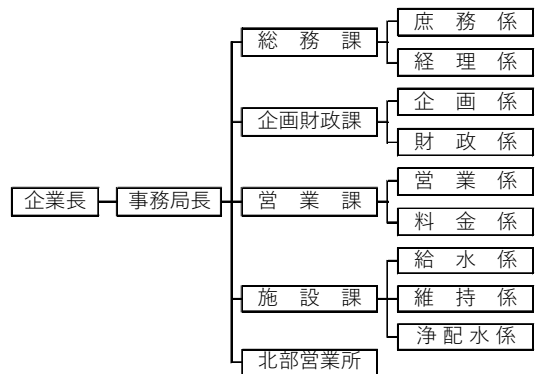 企業長
事務局長
総務課
庶務係
経理係
企画財政課
企画係
財政係
営業課
営業係
料金係
施設課
給水係
維持係
浄配水係
北部営業所